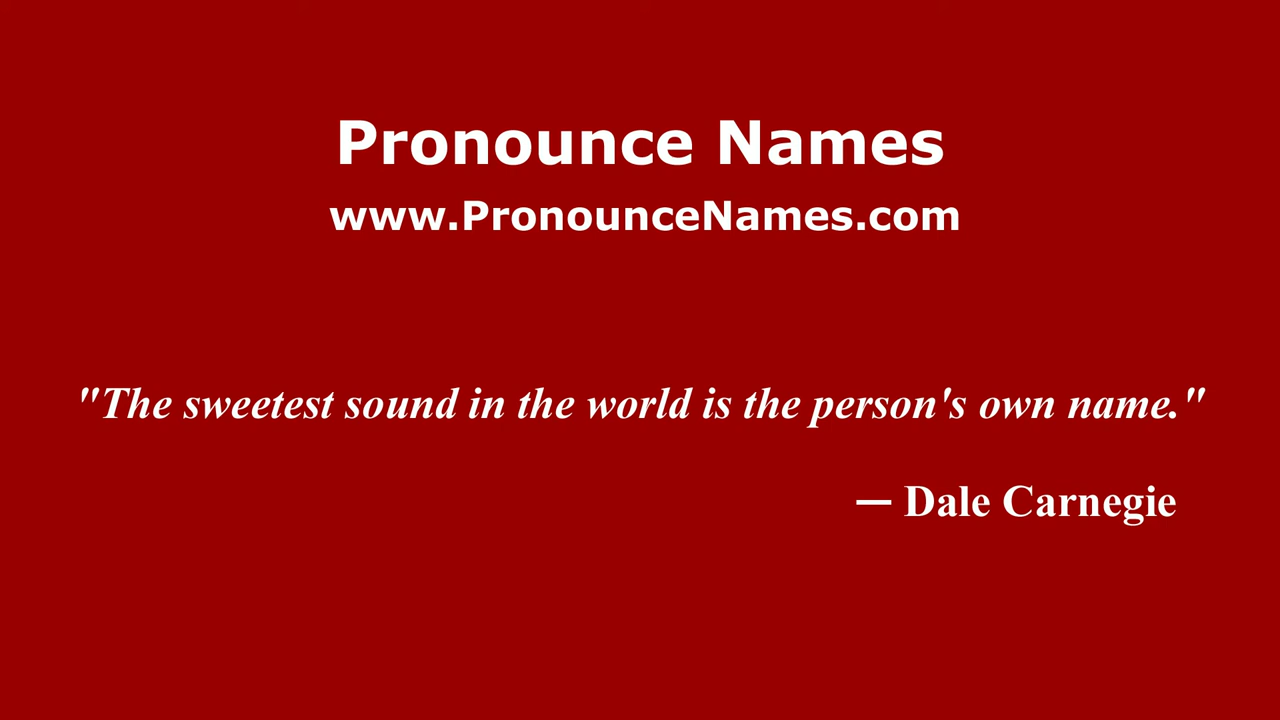 Pronounce Names
www.PronounceNames.com
"The sweetest sound in the world is the person's own name."
— Dale Carnegie